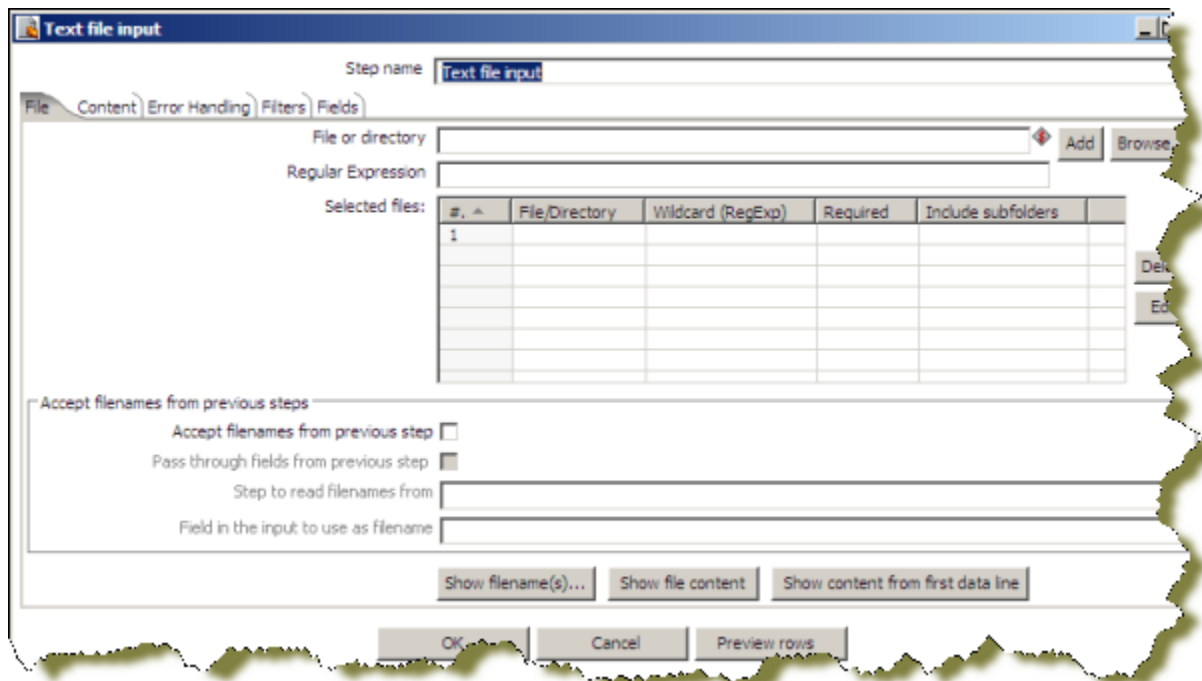 Text file input
Step name Text file input
File Content Error Handling Filters Fields
File or directory Add Browse
Regular Expression
Selected files: #. File/Directory Wildcard (RegExp) Required Include subfolders
1
Accept filenames from previous steps
Accept filenames from previous step
Pass through fields from previous step
Step to read filenames from
Field in the input to use as filename
Show filename(s)... Show file content Show content from first data line
OK Cancel Preview rows